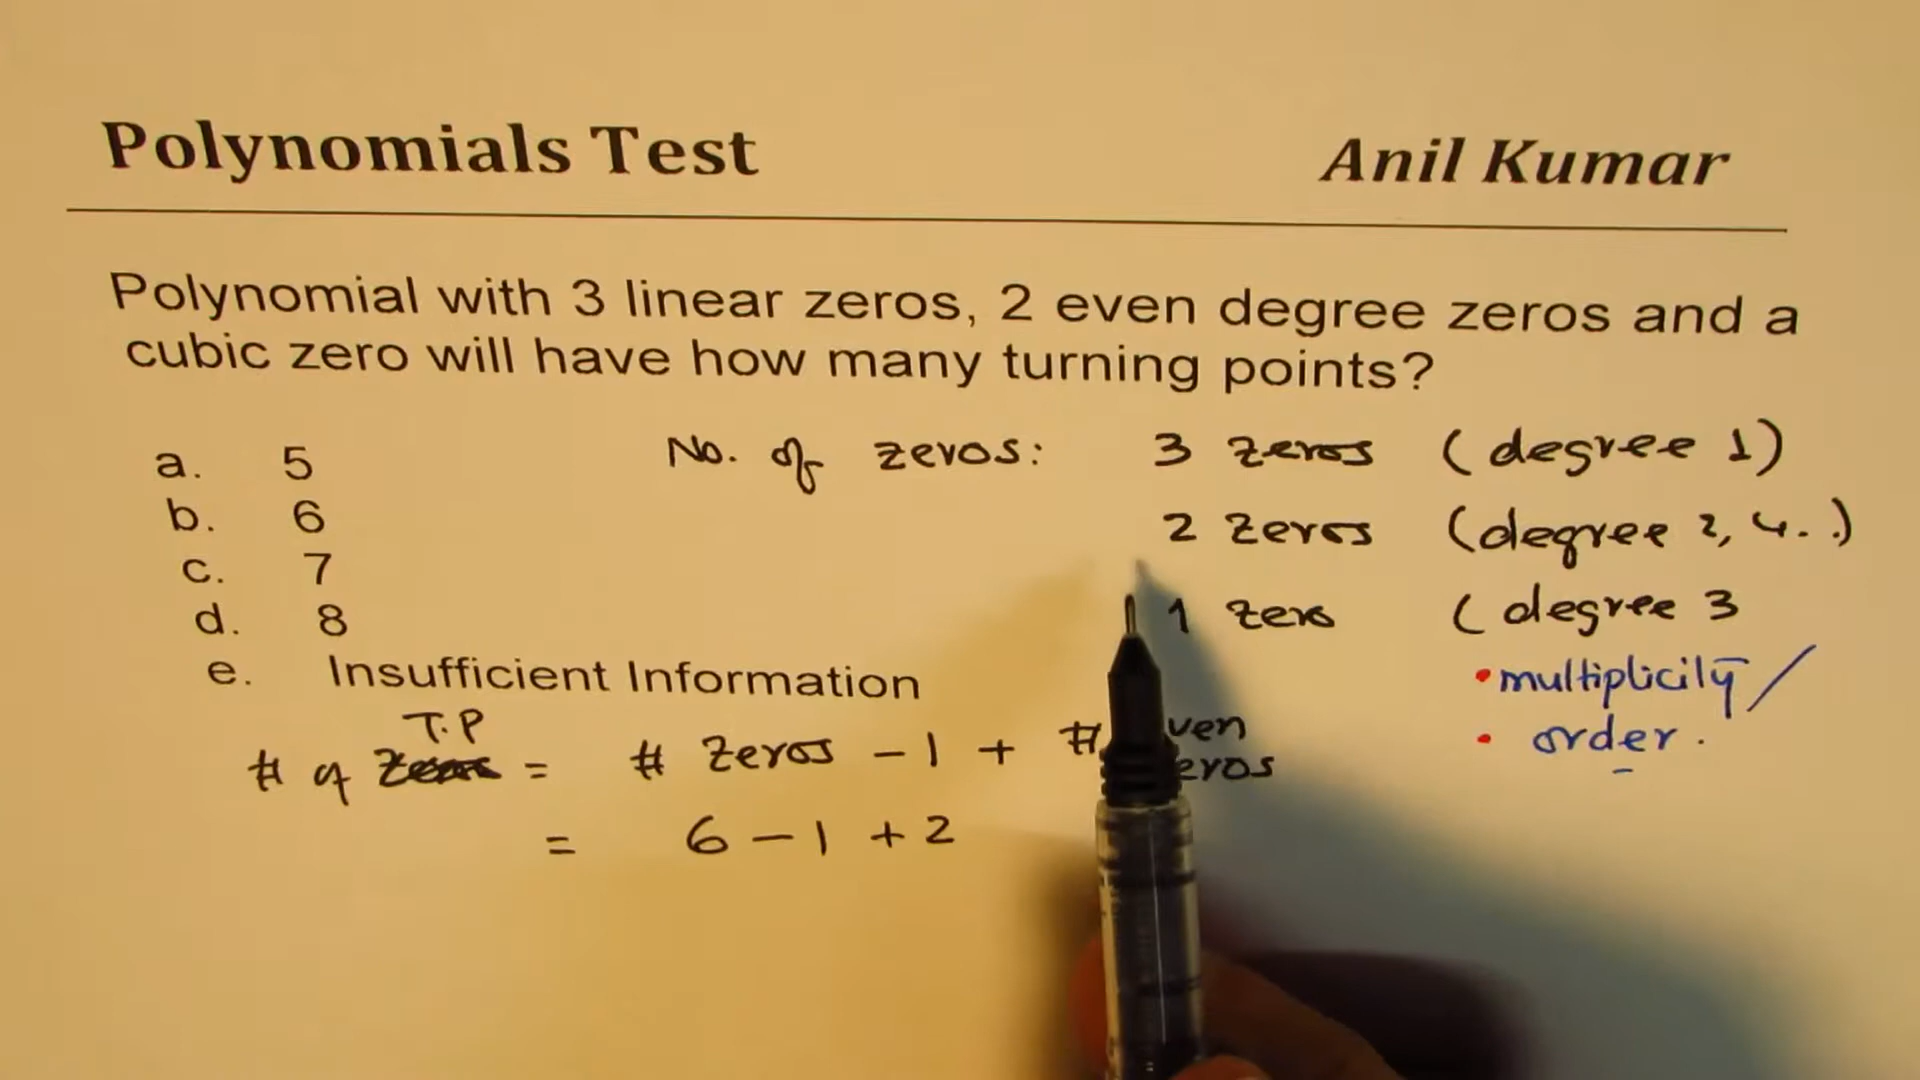 Polynomials Test
Anil Kumar
Polynomial with 3 linear zeros, 2 even degree zeros and a
cubic zero will have how many turning points?
a. 5
b. 6
c. 7
d. 8
e. Insufficient Information
No. of zeros: 3 zeros (degree 1)
2 zeros (degree 2, 4..)
1 zero (degree 3
• multiplicity /
• order.
T.P
# of = # zeros - 1 + #
= 6 - 1 + 2